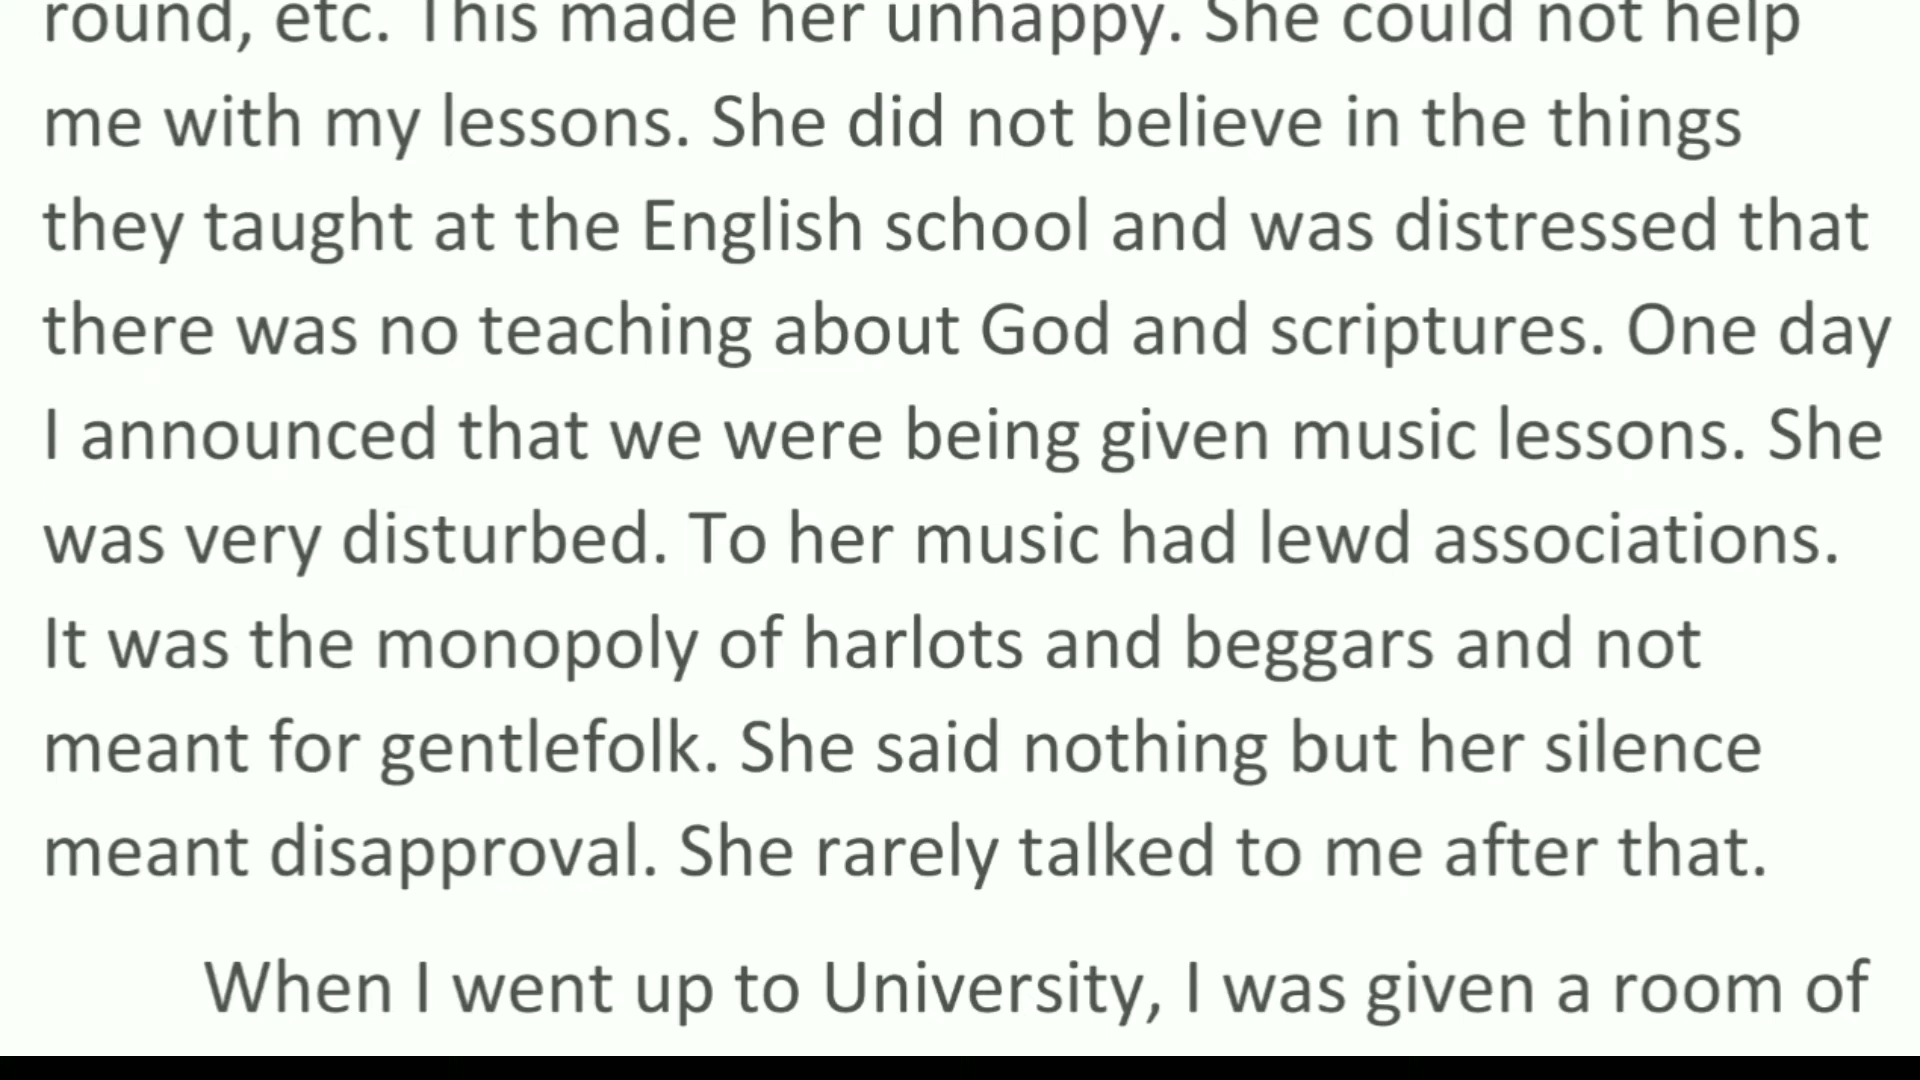 round, etc. This made her unhappy. She could not help
me with my lessons. She did not believe in the things
they taught at the English school and was distressed that
there was no teaching about God and scriptures. One day
I announced that we were being given music lessons. She
was very disturbed. To her music had lewd associations.
It was the monopoly of harlots and beggars and not
meant for gentlefolk. She said nothing but her silence
meant disapproval. She rarely talked to me after that.
When I went up to University, I was given a room of